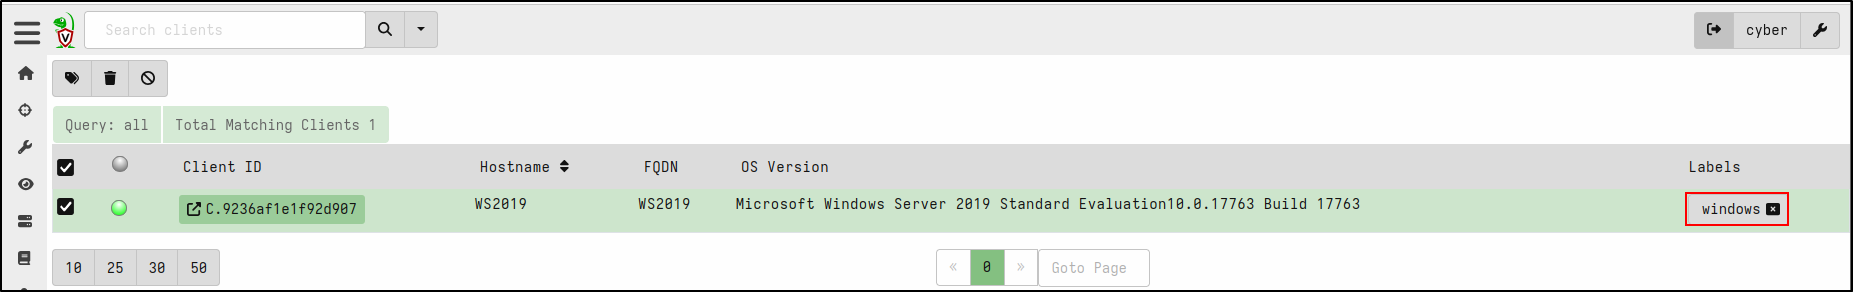 Search clients cyber
Query: all Total Matching Clients 1
Client ID Hostname FQDN OS Version Labels
C.9236af1e1f92d907 WS2019 WS2019 Microsoft Windows Server 2019 Standard Evaluation10.0.17763 Build 17763 windows
10 25 30 50 « 0 » Goto Page